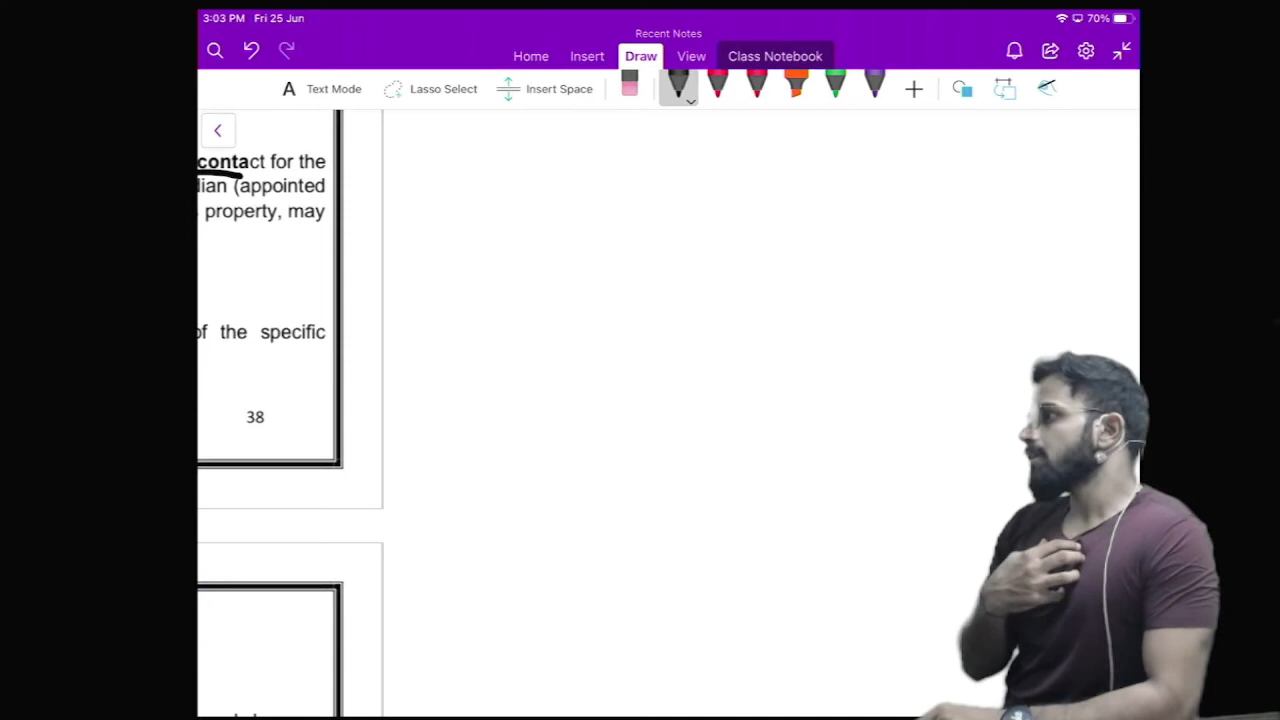 3:03 PM Fri 25 Jun
70%
Recent Notes
Home Insert Draw View Class Notebook
A Text Mode Lasso Select Insert Space
contact for the
dian (appointed
property, may
of the specific
38